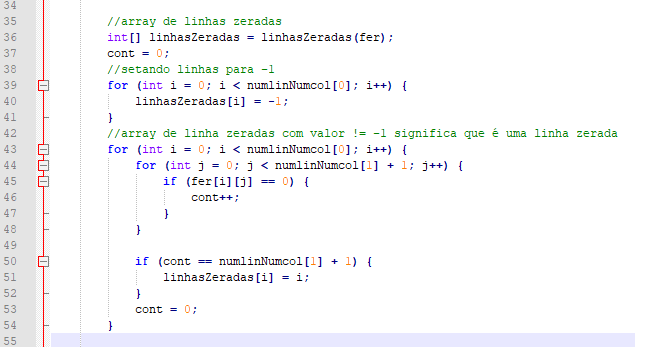 34
35 //array de linhas zeradas
36 int[] linhasZeradas = linhasZeradas(fer);
37 cont = 0;
38 //setando linhas para -1
39 for (int i = 0; i < numlinNumcol[0]; i++) {
40 linhasZeradas[i] = -1;
41 }
42 //array de linha zeradas com valor != -1 significa que é uma linha zerada
43 for (int i = 0; i < numlinNumcol[0]; i++) {
44 for (int j = 0; j < numlinNumcol[1] + 1; j++) {
45 if (fer[i][j] == 0) {
46 cont++;
47 }
48 }
49
50 if (cont == numlinNumcol[1] + 1) {
51 linhasZeradas[i] = i;
52 }
53 cont = 0;
54 }
55